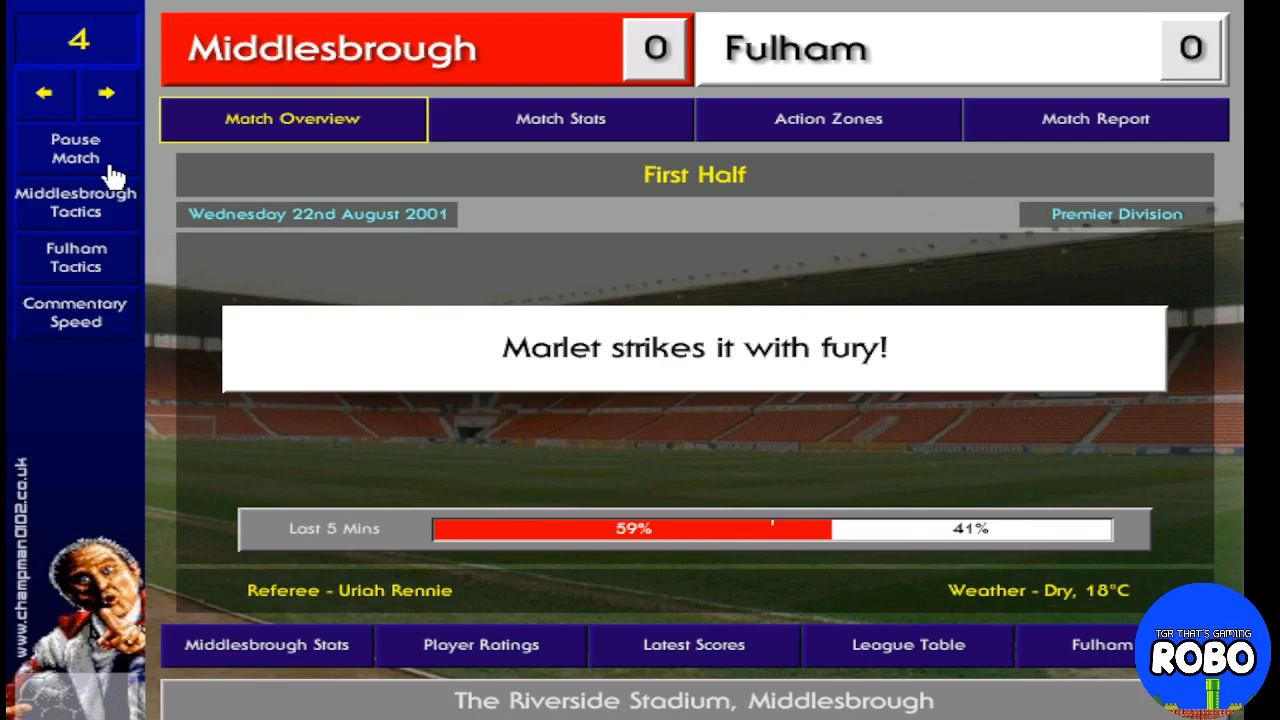 4
Pause
Match
Middlesbrough
Tactics
Fulham
Tactics
Commentary
Speed
www.champman0102.co.uk
Middlesbrough 0 Fulham 0
Match Overview Match Stats Action Zones Match Report
First Half
Wednesday 22nd August 2001 Premier Division
Marlet strikes it with fury!
Last 5 Mins 59% 41%
Referee - Uriah Rennie Weather - Dry, 18°C
Middlesbrough Stats Player Ratings Latest Scores League Table Fulham
The Riverside Stadium, Middlesbrough
TGR THAT'S GAMING
ROBO